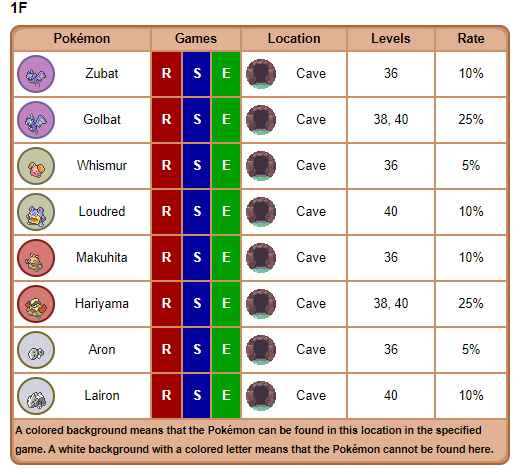 1F
Pokémon Games Location Levels Rate
Zubat R S E Cave 36 10%
Golbat R S E Cave 38, 40 25%
Whismur R S E Cave 36 5%
Loudred R S E Cave 40 10%
Makuhita R S E Cave 36 10%
Hariyama R S E Cave 38, 40 25%
Aron R S E Cave 36 5%
Lairon R S E Cave 40 10%
A colored background means that the Pokémon can be found in this location in the specified
game. A white background with a colored letter means that the Pokémon cannot be found here.